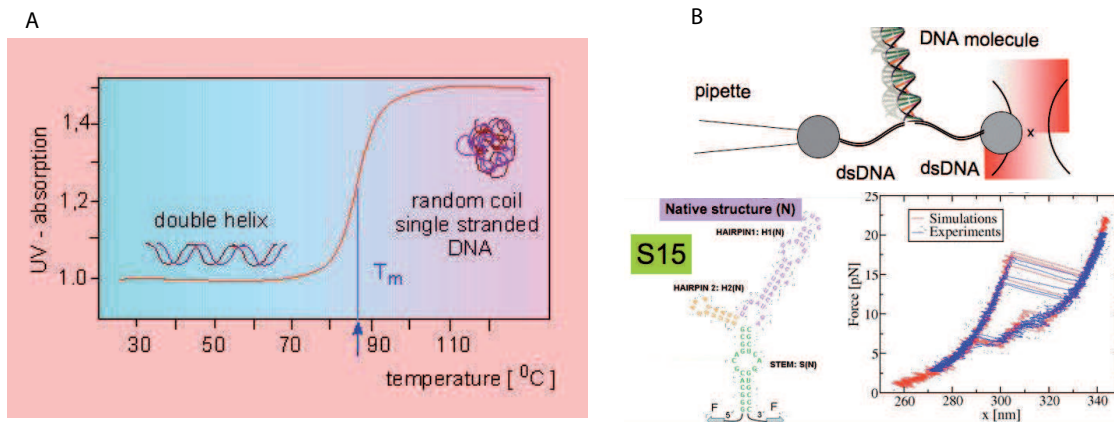 A
1,4
1,2
1.0
UV - absorption
double helix
random coil
single stranded
DNA
Tm
30
50
70
90
110
temperature [ ⁰C]
B
DNA molecule
pipette
x
dsDNA
dsDNA
Native structure (N)
S15
HAIRPIN1: H1(N)
HAIRPIN 2: H2(N)
STEM: S(N)
F
5'
3'
F
Simulations
Experiments
Force [pN]
25
20
15
10
5
0
260
280
300
320
340
x [nm]